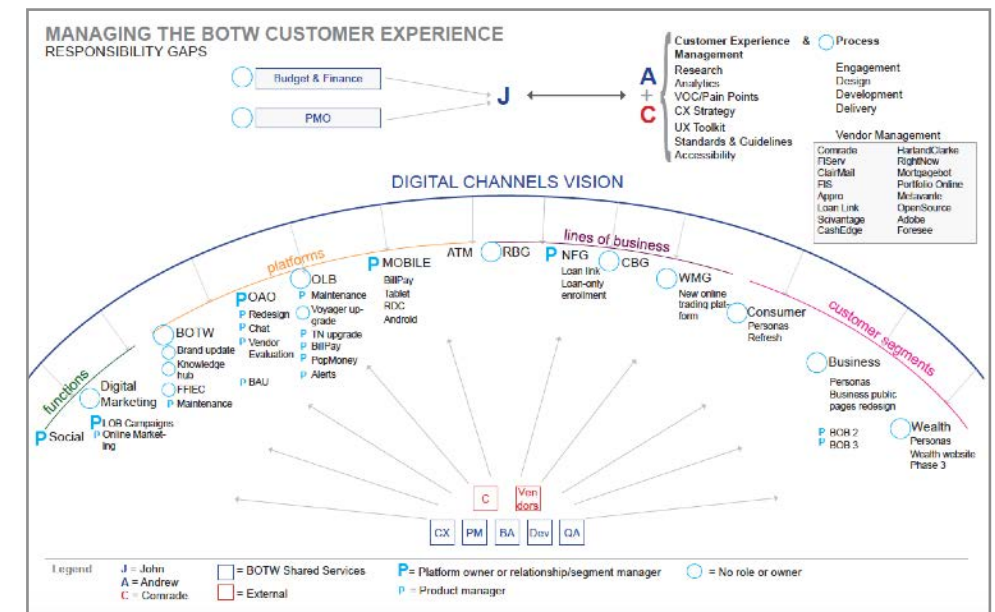 MANAGING THE BOTW CUSTOMER EXPERIENCE
RESPONSIBILITY GAPS
Budget & Finance
PMO
J
A
+
C
Customer Experience
Management
Research
Analytics
VOC/Pain Points
CX Strategy
UX Toolkit
Standards & Guidelines
Accessibility
&
Process
Engagement
Design
Development
Delivery
Vendor Management
Comrade
FIServ
ClairMail
FIS
Appro
Loan Link
Scivantage
CashEdge
HarlandClarke
RightNow
Mortgagebot
Portfolio Online
Metavante
OpenSource
Adobe
Foresee
DIGITAL CHANNELS VISION
functions
P Social
Digital
Marketing
P LOB Campaigns
P Online Market-
ing
platforms
BOTW
Brand update
Knowledge
hub
FFIEC
P Maintenance
P OAO
P Redesign
P Chat
P Vendor
Evaluation
P BAU
OLB
P Maintenance
Voyager up-
grade
P TN upgrade
P BillPay
P PopMoney
P Alerts
P MOBILE
BillPay
Tablet
RDC
Android
ATM
lines of business
RBG
P NFG
Loan link
Loan-only
enrollment
CBG
WMG
New online
trading plat-
form
customer segments
Consumer
Personas
Refresh
Business
Personas
Business public
pages redesign
P BOB 2
P BOB 3
Wealth
Personas
Wealth website
Phase 3
C
Ven
dors
CX
PM
BA
Dev
QA
Legend
J = John
A = Andrew
C = Comrade
= BOTW Shared Services
= External
P = Platform owner or relationship/segment manager
P = Product manager
= No role or owner